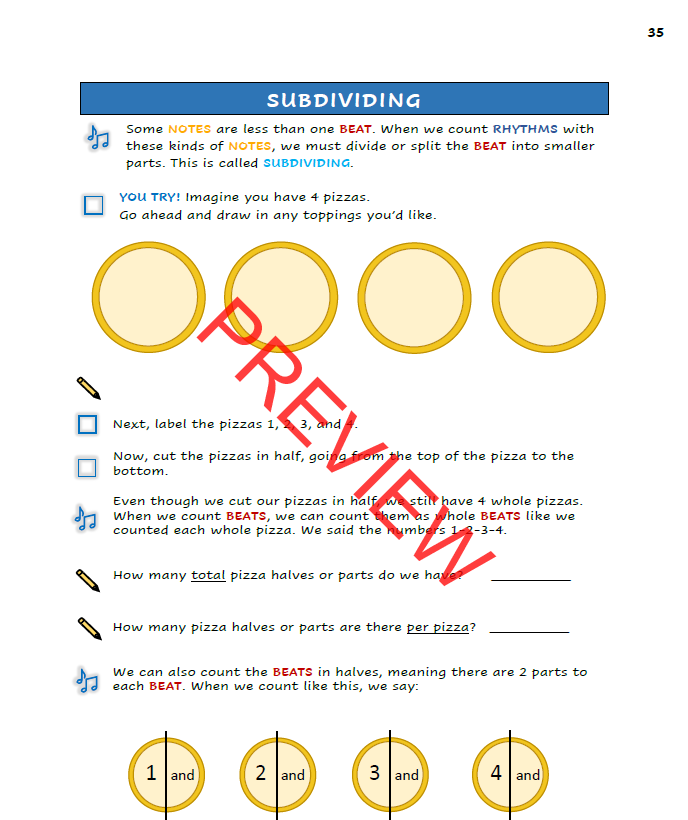 35
SUBDIVIDING
Some NOTES are less than one BEAT. When we count RHYTHMS with
these kinds of NOTES, we must divide or split the BEAT into smaller
parts. This is called SUBDIVIDING.
YOU TRY! Imagine you have 4 pizzas.
Go ahead and draw in any toppings you'd like.
PREVIEW
Next, label the pizzas 1, 2, 3, and 4.
Now, cut the pizzas in half, going from the top of the pizza to the
bottom.
Even though we cut our pizzas in half, we still have 4 whole pizzas.
When we count BEATS, we can count them as whole BEATS like we
counted each whole pizza. We said the numbers 1-2-3-4.
How many total pizza halves or parts do we have? __________
How many pizza halves or parts are there per pizza? __________
We can also count the BEATS in halves, meaning there are 2 parts to
each BEAT. When we count like this, we say:
1 and 2 and 3 and 4 and